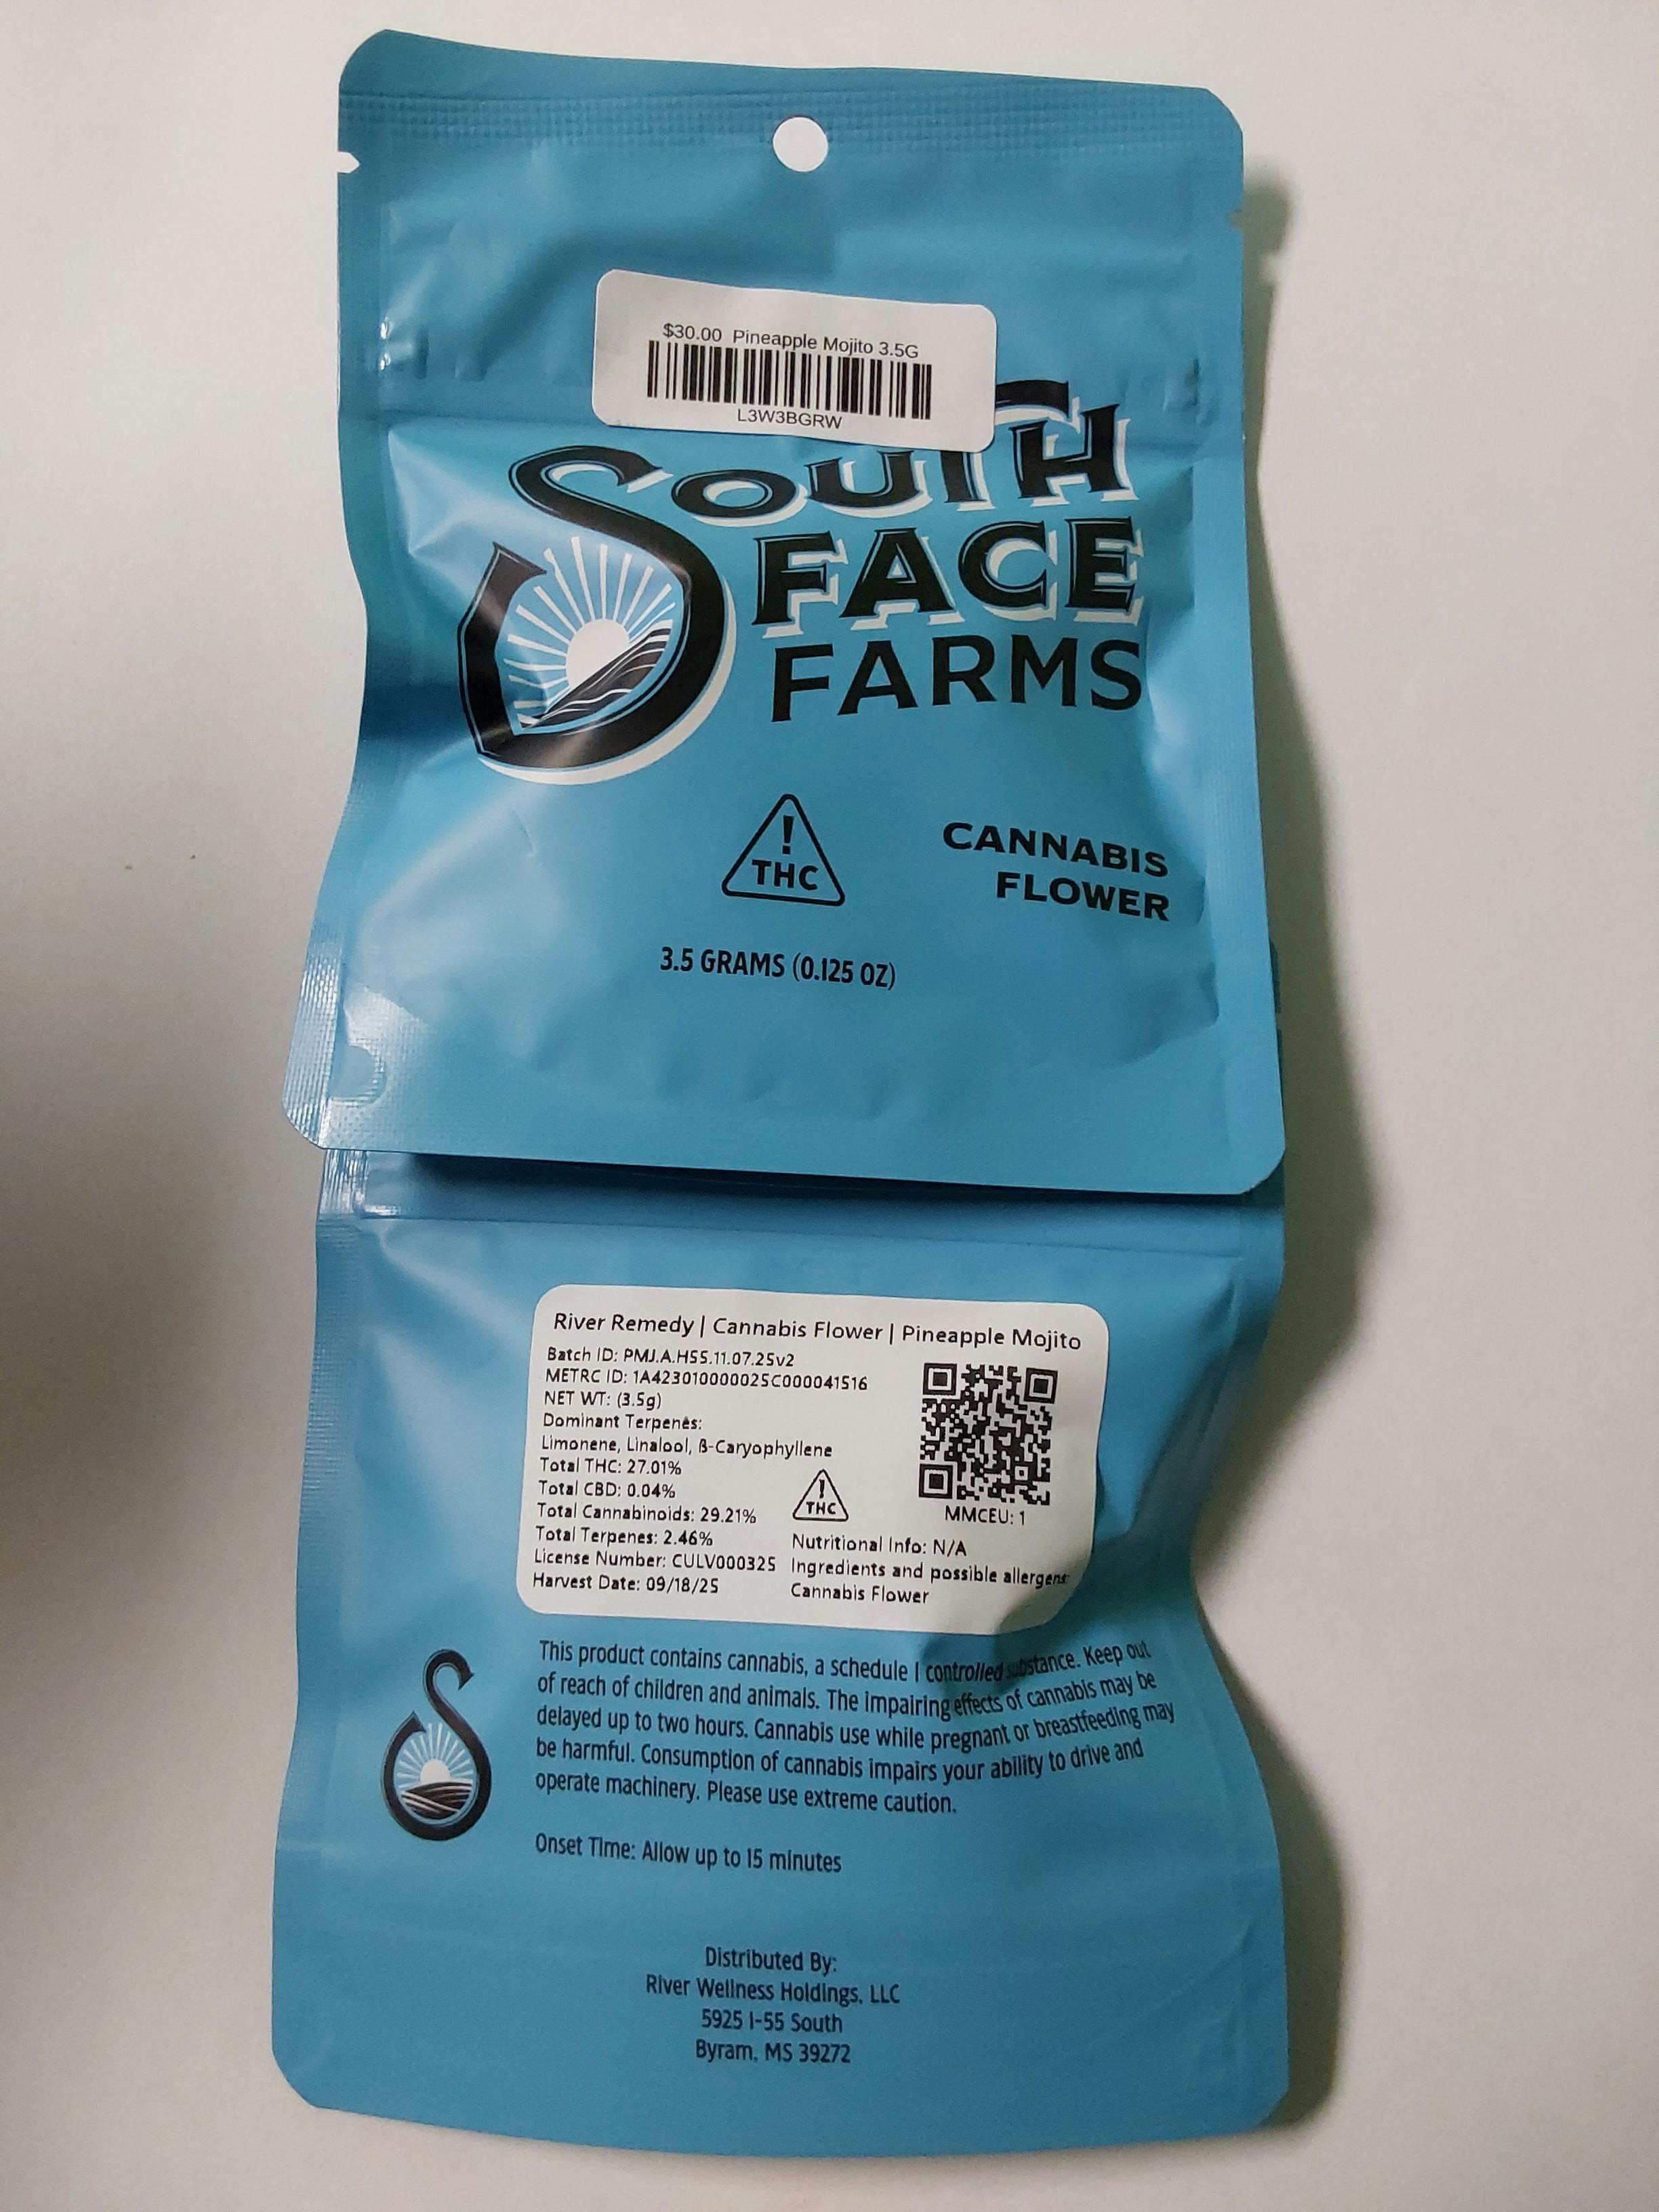 $30.00 Pineapple Mojito 3.5G
L3W3BGRW
SOUTH
FACE
FARMS
!
THC
CANNABIS
FLOWER
3.5 GRAMS (0.125 OZ)
River Remedy | Cannabis Flower | Pineapple Mojito
Batch ID: PMJ.A.H55.11.07.25v2
METRC ID: 1A423010000025C000041516
NET WT: (3.5g)
Dominant Terpenes:
Limonene, Linalool, β-Caryophyllene
Total THC: 27.01%
Total CBD: 0.04%
Total Cannabinoids: 29.21%
Total Terpenes: 2.46%
License Number: CULV000325
Harvest Date: 09/18/25
!
THC
MMCEU: 1
Nutritional Info: N/A
Ingredients and possible allergens:
Cannabis Flower
This product contains cannabis, a schedule I controlled substance. Keep out
of reach of children and animals. The impairing effects of cannabis may be
delayed up to two hours. Cannabis use while pregnant or breastfeeding may
be harmful. Consumption of cannabis impairs your ability to drive and
operate machinery. Please use extreme caution.
Onset Time: Allow up to 15 minutes
Distributed By:
River Wellness Holdings, LLC
5925 I-55 South
Byram, MS 39272